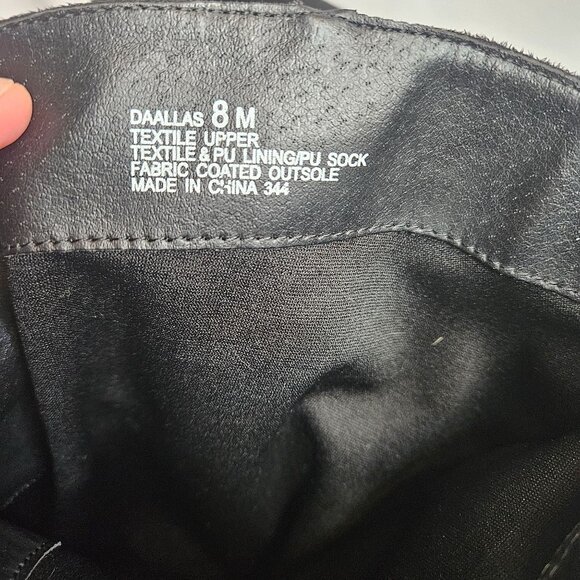 DAALLAS 8 M
TEXTILE UPPER
TEXTILE & PU LINING/PU SOCK
FABRIC COATED OUTSOLE
MADE IN CHINA 344